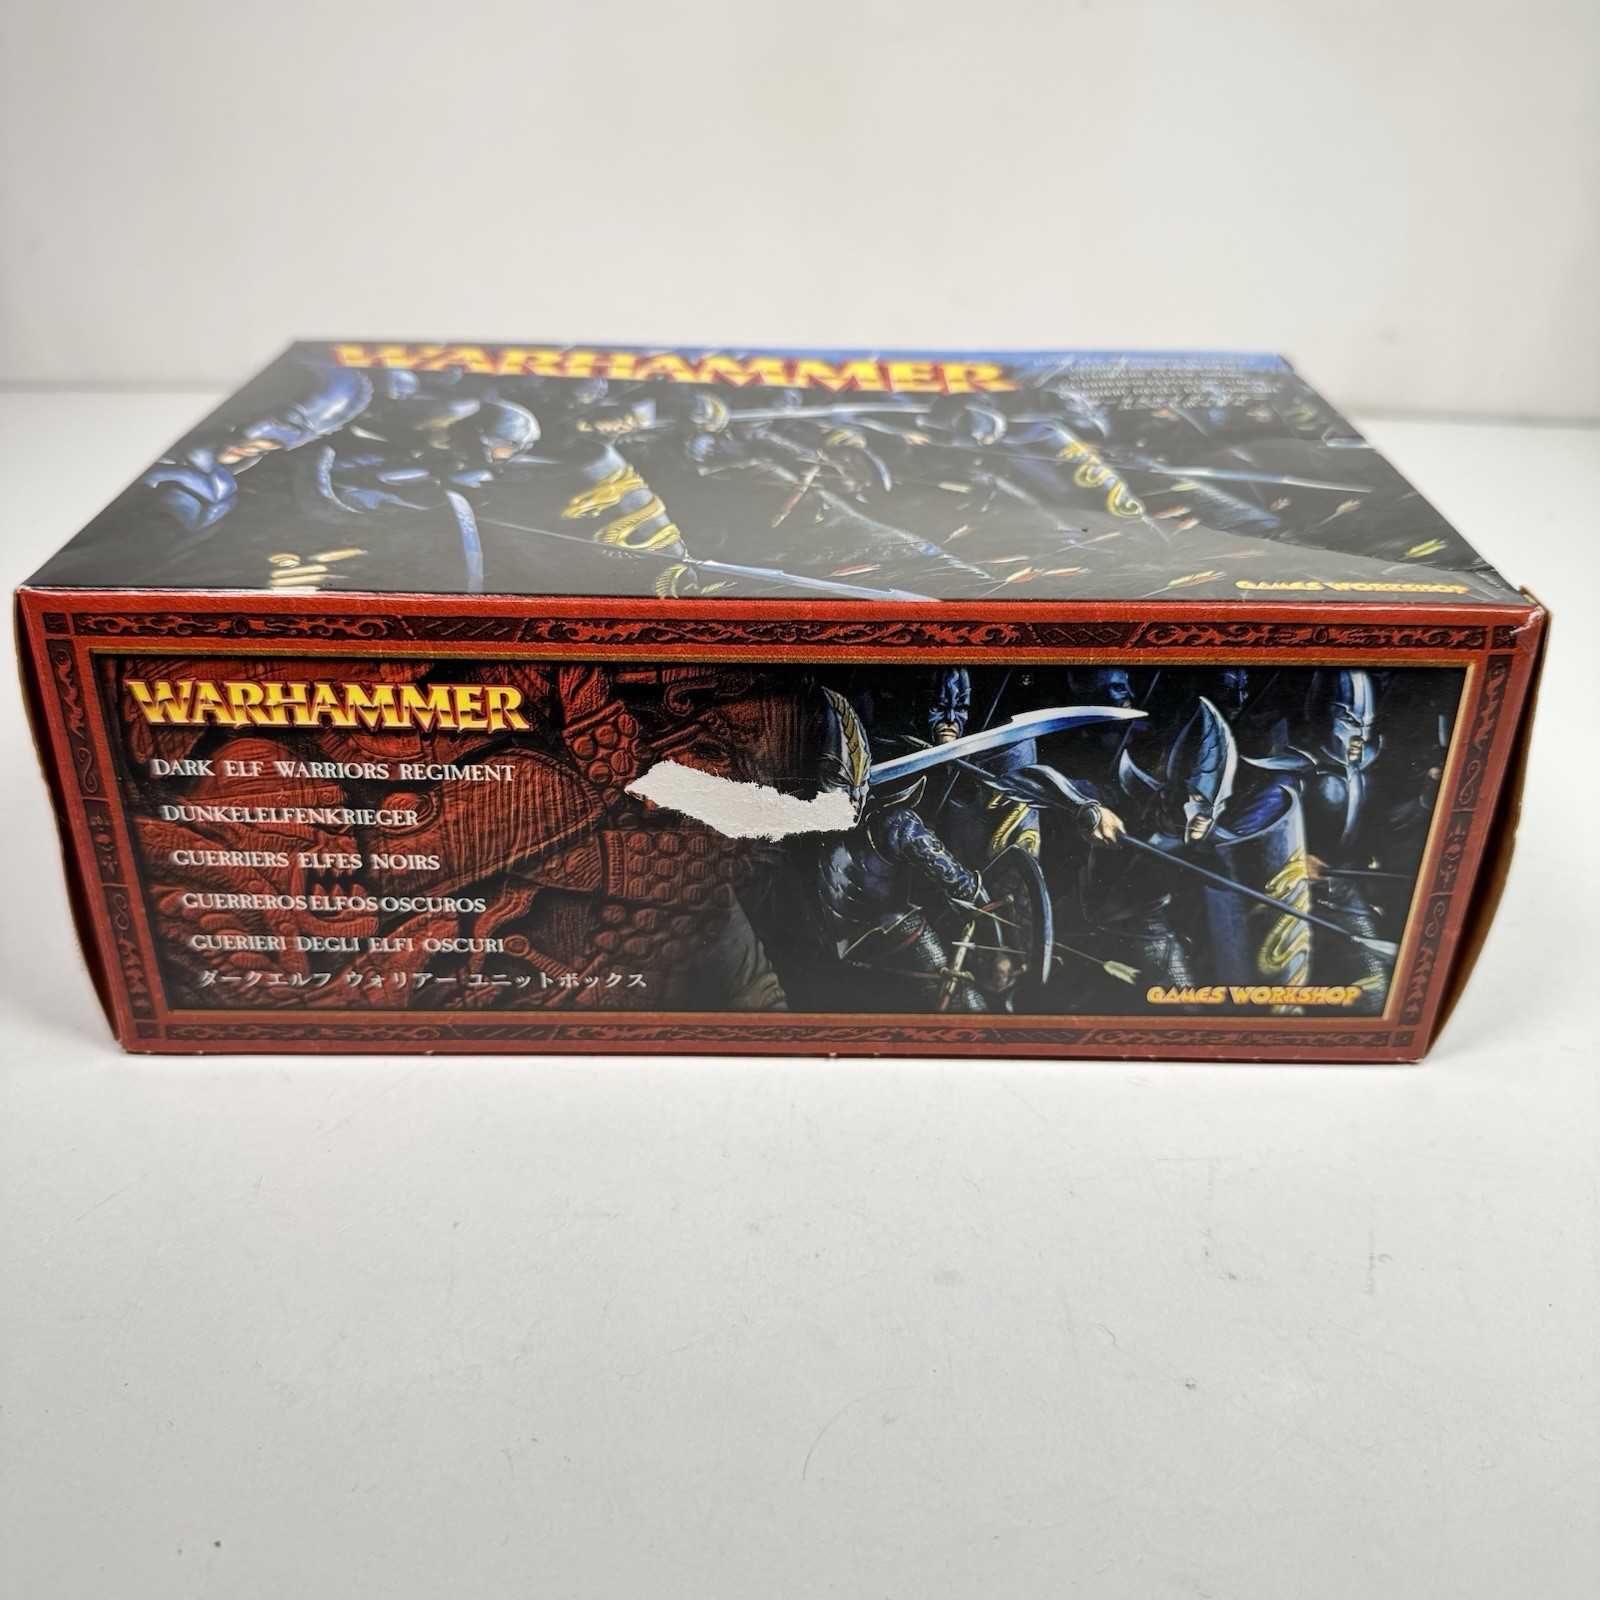 WARHAMMER
GAMES WORKSHOP
WARHAMMER
DARK ELF WARRIORS REGIMENT
DUNKELELFENKRIEGER
GUERRIERS ELFES NOIRS
GUERREROS ELFOS OSCUROS
GUERIERI DEGLI ELFI OSCURI
ダークエルフ ウォリアー ユニットボックス
GAMES WORKSHOP